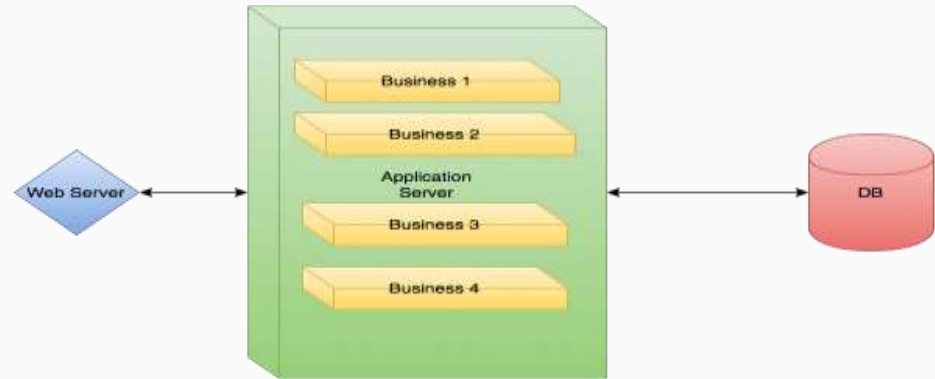 Business 1
Business 2
Web Server
Application
Server
DB
Business 3
Business 4